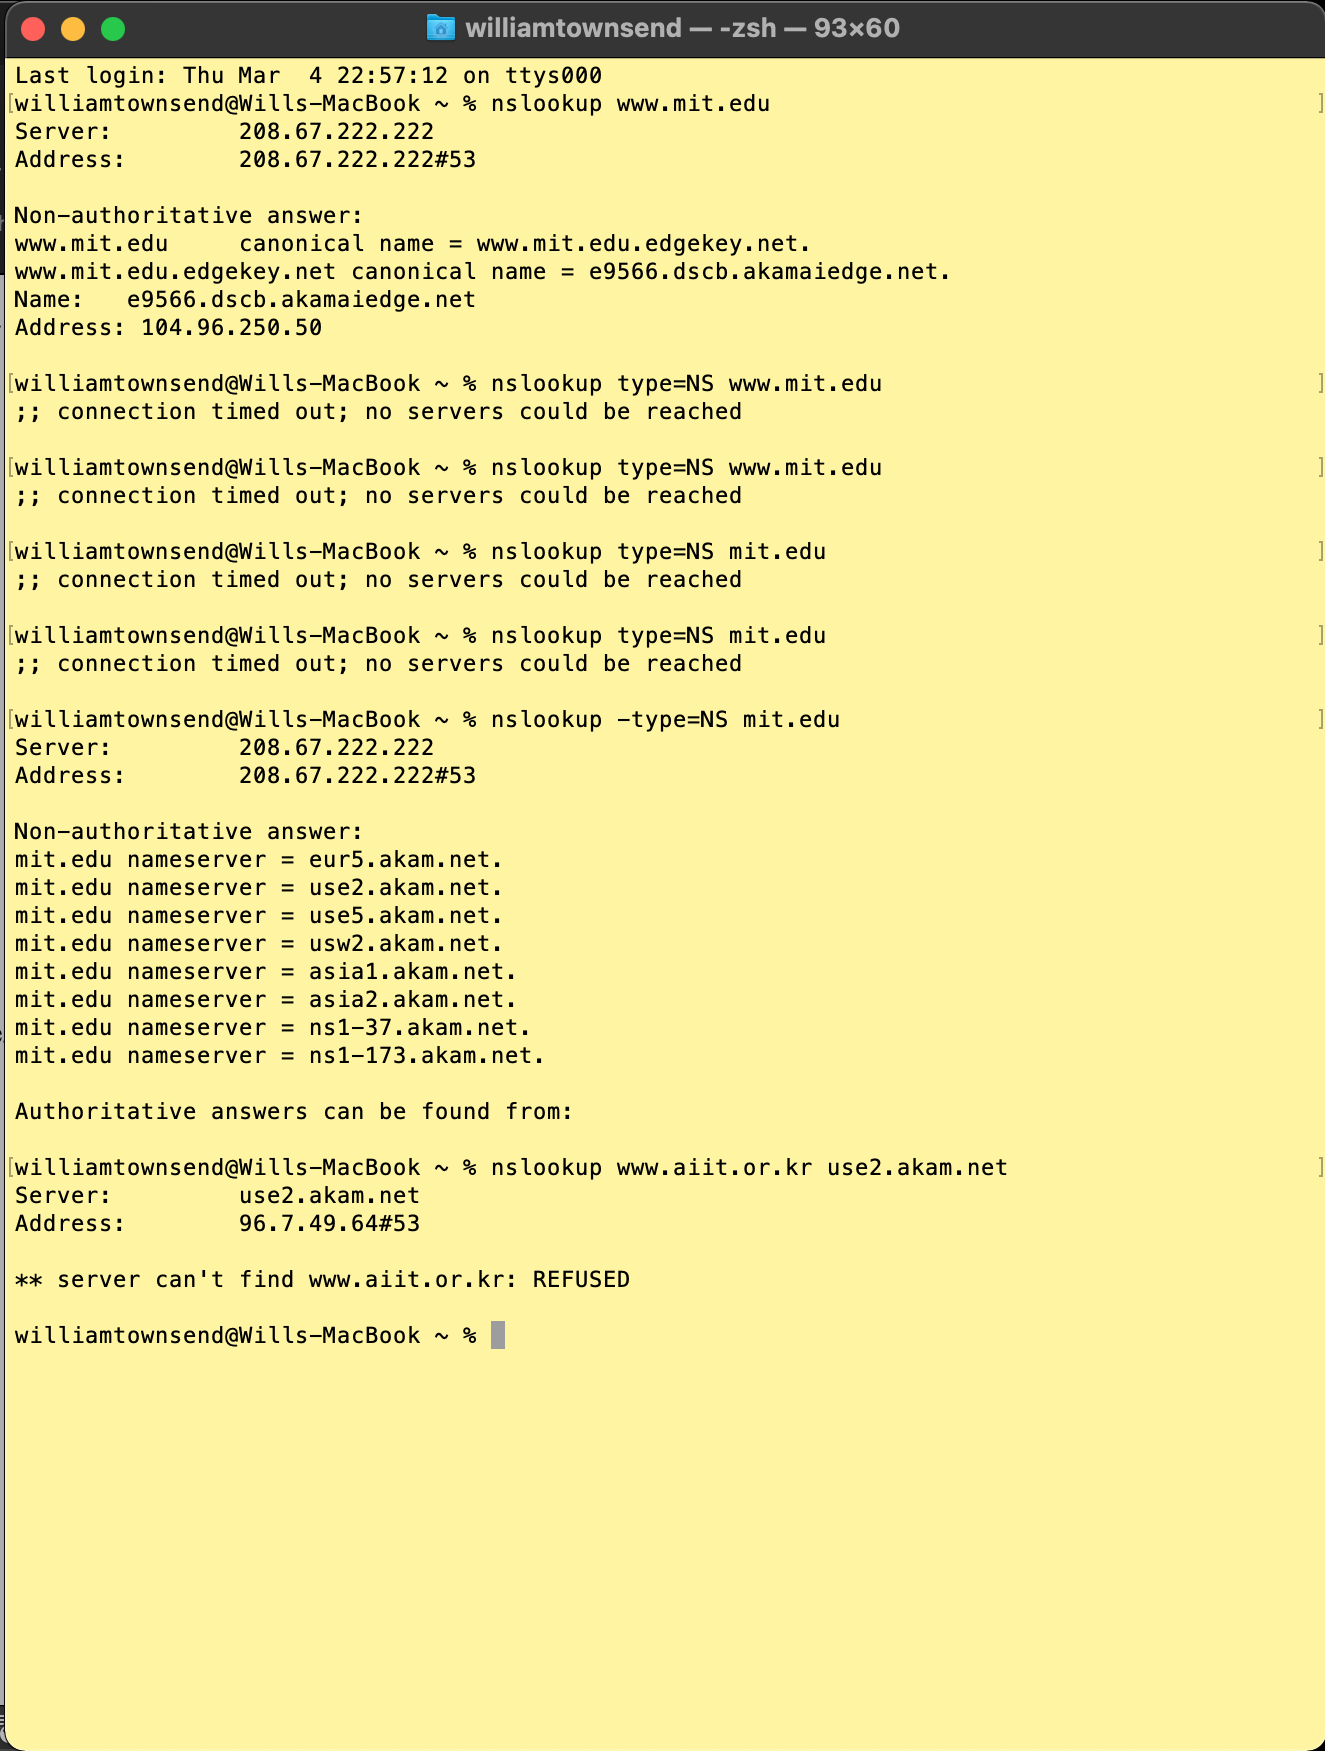 williamtownsend — -zsh — 93×60
Last login: Thu Mar  4 22:57:12 on ttys000
[williamtownsend@Wills-MacBook ~ % nslookup www.mit.edu ]
Server:         208.67.222.222
Address:        208.67.222.222#53
Non-authoritative answer:
www.mit.edu     canonical name = www.mit.edu.edgekey.net.
www.mit.edu.edgekey.net canonical name = e9566.dscb.akamaiedge.net.
Name:   e9566.dscb.akamaiedge.net
Address: 104.96.250.50
[williamtownsend@Wills-MacBook ~ % nslookup type=NS www.mit.edu ]
;; connection timed out; no servers could be reached
[williamtownsend@Wills-MacBook ~ % nslookup type=NS www.mit.edu ]
;; connection timed out; no servers could be reached
[williamtownsend@Wills-MacBook ~ % nslookup type=NS mit.edu ]
;; connection timed out; no servers could be reached
[williamtownsend@Wills-MacBook ~ % nslookup type=NS mit.edu ]
;; connection timed out; no servers could be reached
[williamtownsend@Wills-MacBook ~ % nslookup -type=NS mit.edu ]
Server:         208.67.222.222
Address:        208.67.222.222#53
Non-authoritative answer:
mit.edu nameserver = eur5.akam.net.
mit.edu nameserver = use2.akam.net.
mit.edu nameserver = use5.akam.net.
mit.edu nameserver = usw2.akam.net.
mit.edu nameserver = asia1.akam.net.
mit.edu nameserver = asia2.akam.net.
mit.edu nameserver = ns1-37.akam.net.
mit.edu nameserver = ns1-173.akam.net.
Authoritative answers can be found from:
[williamtownsend@Wills-MacBook ~ % nslookup www.aiit.or.kr use2.akam.net ]
Server:         use2.akam.net
Address:        96.7.49.64#53
** server can't find www.aiit.or.kr: REFUSED
williamtownsend@Wills-MacBook ~ %